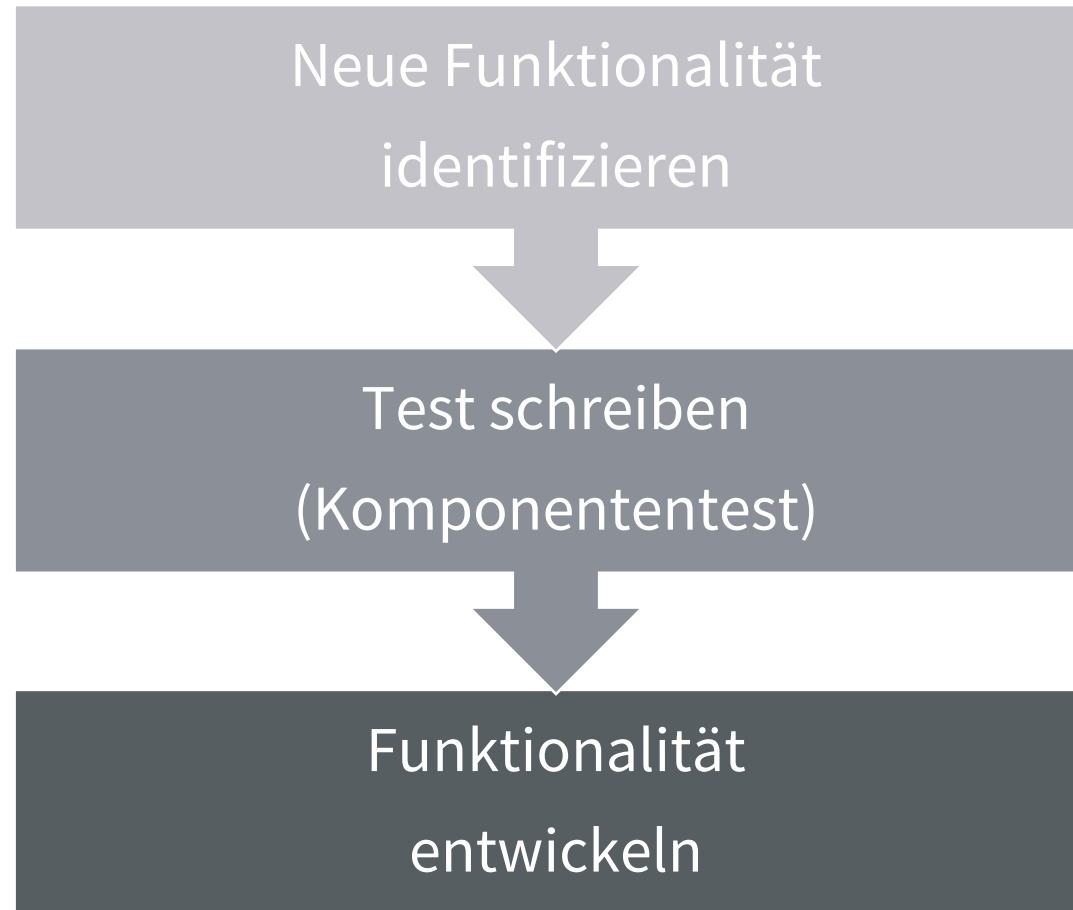 Neue Funktionalität
identifizieren
Test schreiben
(Komponententest)
Funktionalität
entwickeln